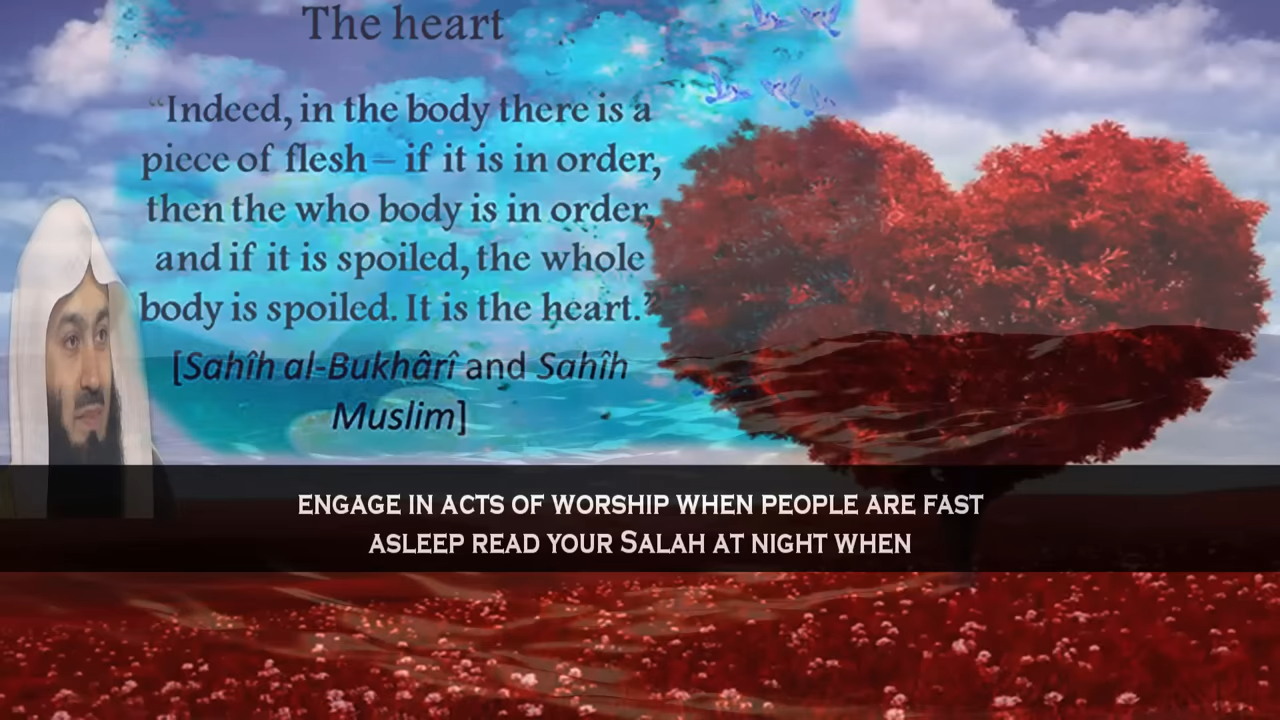 The heart
“Indeed, in the body there is a
piece of flesh – if it is in order,
then the who body is in order,
and if it is spoiled, the whole
body is spoiled. It is the heart.”
[Sahîh al-Bukhârî and Sahîh
Muslim]
ENGAGE IN ACTS OF WORSHIP WHEN PEOPLE ARE FAST
ASLEEP READ YOUR SALAH AT NIGHT WHEN